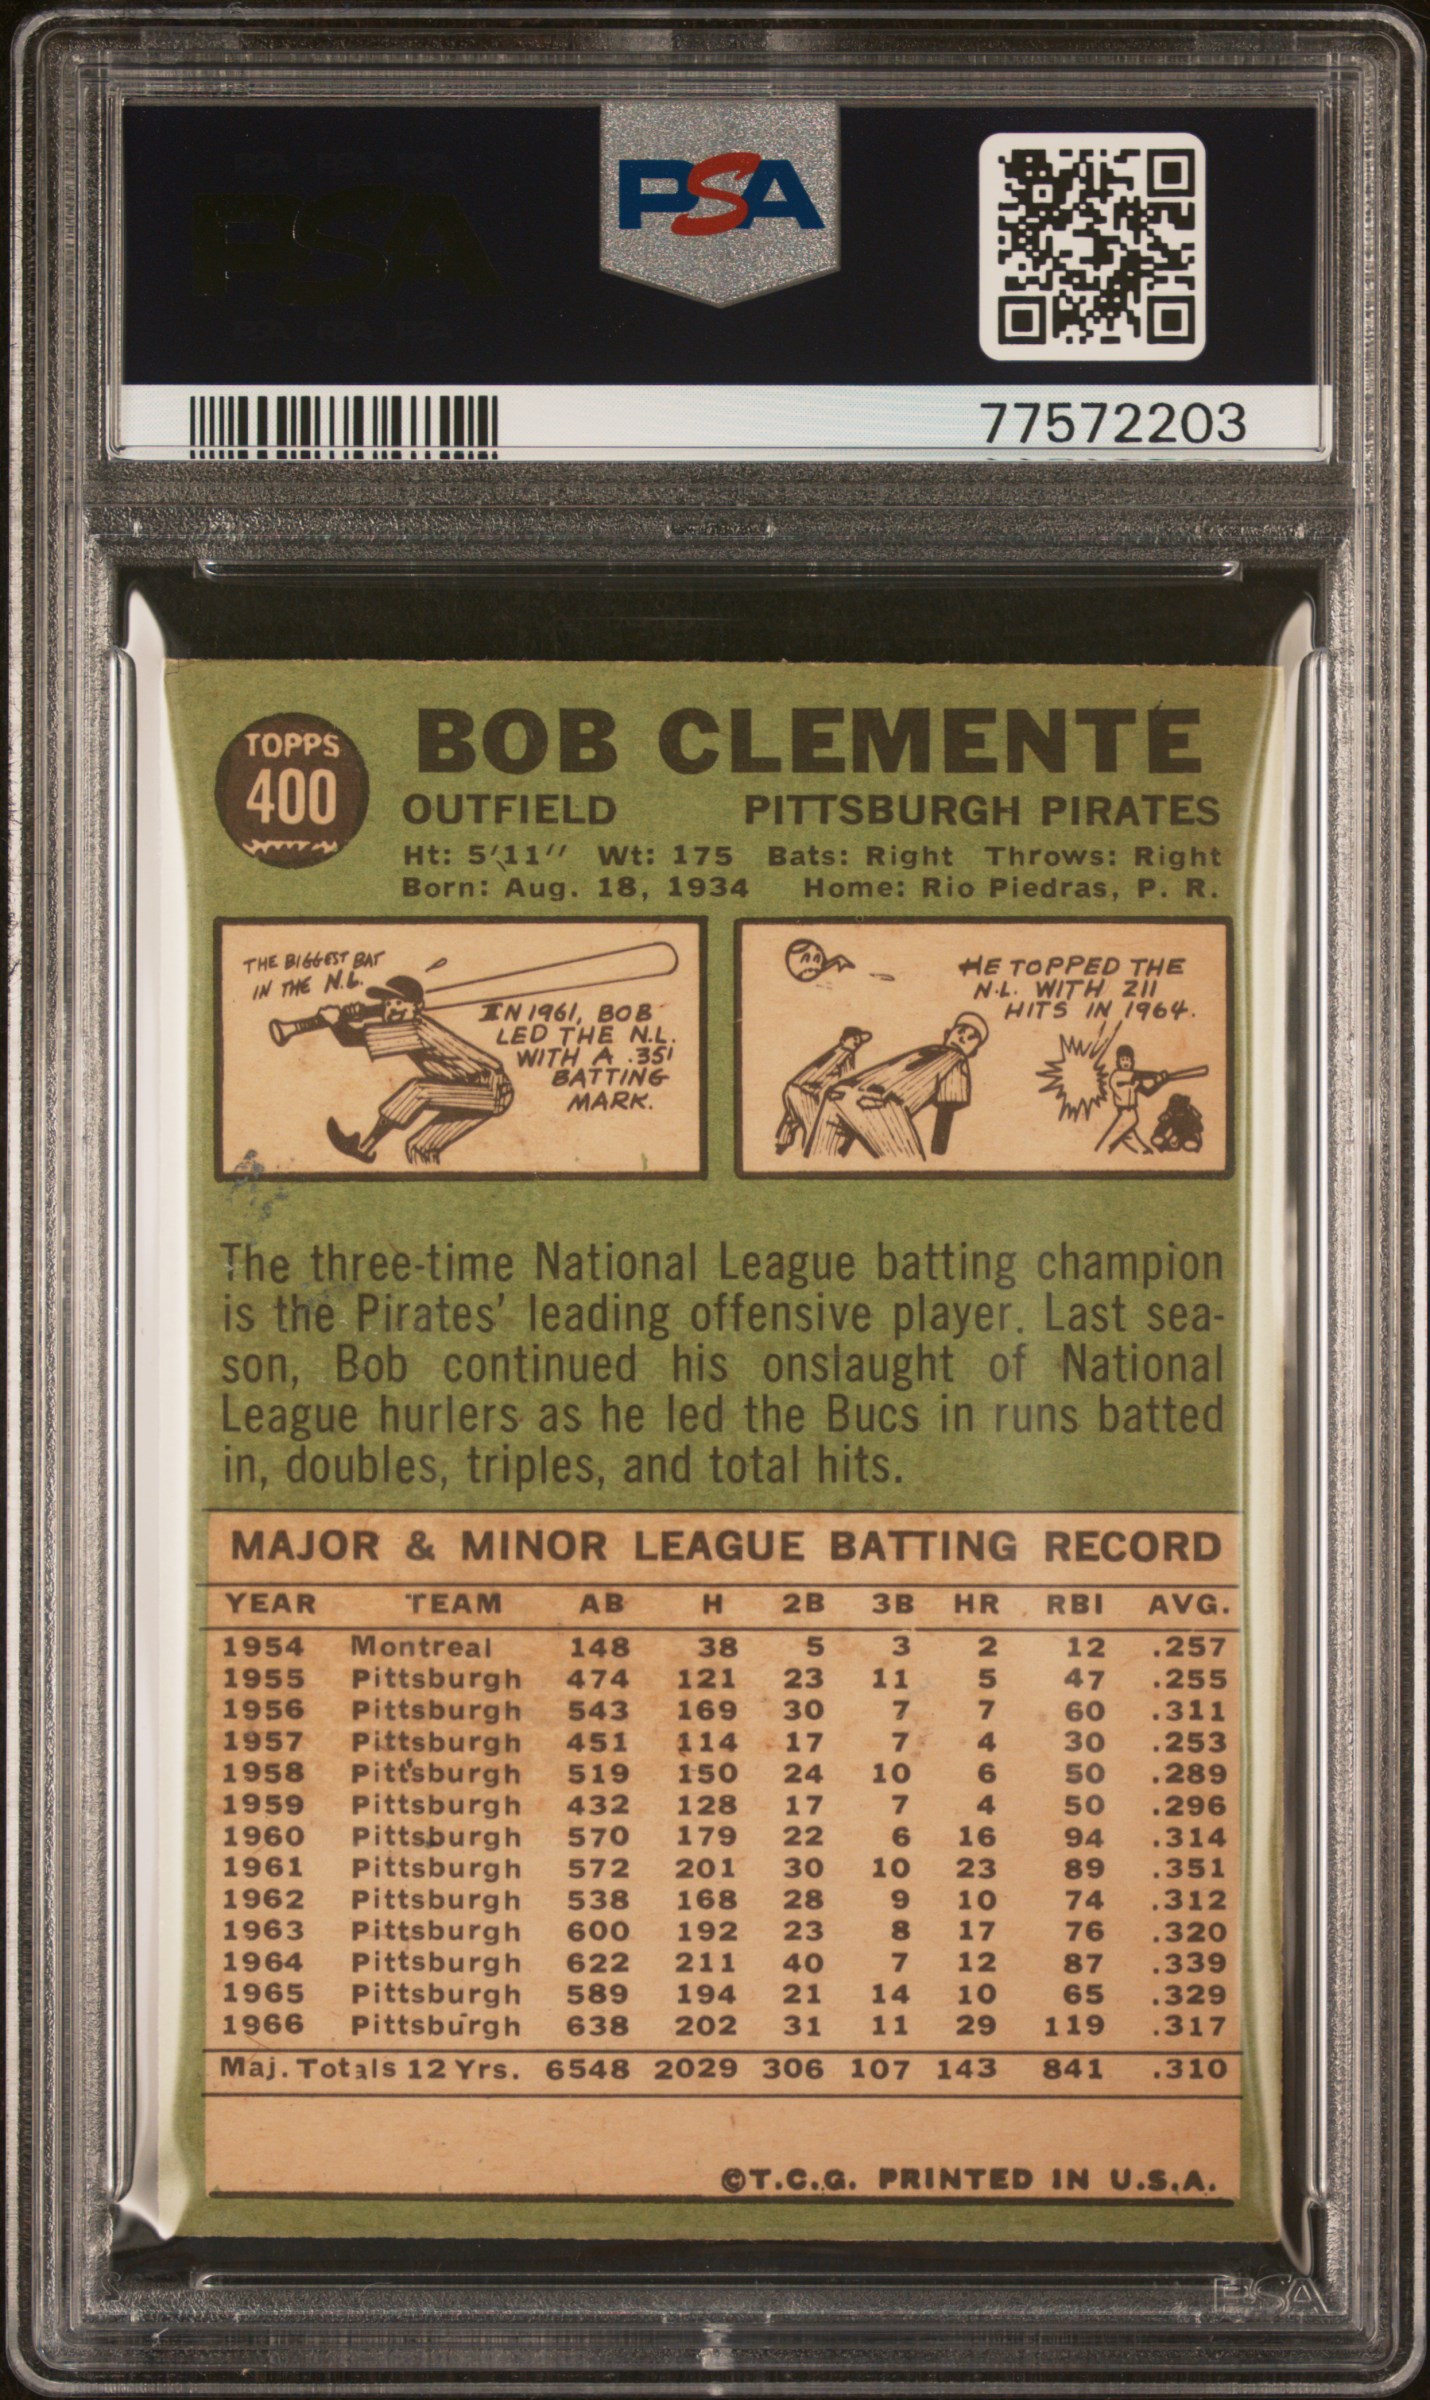 PSA
PSA
77572203
TOPPS
400
BOB CLEMENTE
OUTFIELD PITTSBURGH PIRATES
Ht: 5'11" Wt: 175 Bats: Right Throws: Right
Born: Aug. 18, 1934 Home: Rio Piedras, P. R.
THE BIGGEST BAT
IN THE N.L.
IN 1961, BOB
LED THE N.L.
WITH A .351
BATTING
MARK.
HE TOPPED THE
N.L. WITH 211
HITS IN 1964.
The three-time National League batting champion
is the Pirates' leading offensive player. Last sea-
son, Bob continued his onslaught of National
League hurlers as he led the Bucs in runs batted
in, doubles, triples, and total hits.
MAJOR & MINOR LEAGUE BATTING RECORD
YEAR TEAM AB H 2B 3B HR RBI AVG.
1954 Montreal 148 38 5 3 2 12 .257
1955 Pittsburgh 474 121 23 11 5 47 .255
1956 Pittsburgh 543 169 30 7 7 60 .311
1957 Pittsburgh 451 114 17 7 4 30 .253
1958 Pittsburgh 519 150 24 10 6 50 .289
1959 Pittsburgh 432 128 17 7 4 50 .296
1960 Pittsburgh 570 179 22 6 16 94 .314
1961 Pittsburgh 572 201 30 10 23 89 .351
1962 Pittsburgh 538 168 28 9 10 74 .312
1963 Pittsburgh 600 192 23 8 17 76 .320
1964 Pittsburgh 622 211 40 7 12 87 .339
1965 Pittsburgh 589 194 21 14 10 65 .329
1966 Pittsburgh 638 202 31 11 29 119 .317
Maj. Totals 12 Yrs. 6548 2029 306 107 143 841 .310
©T.C.G. PRINTED IN U.S.A.
PSA